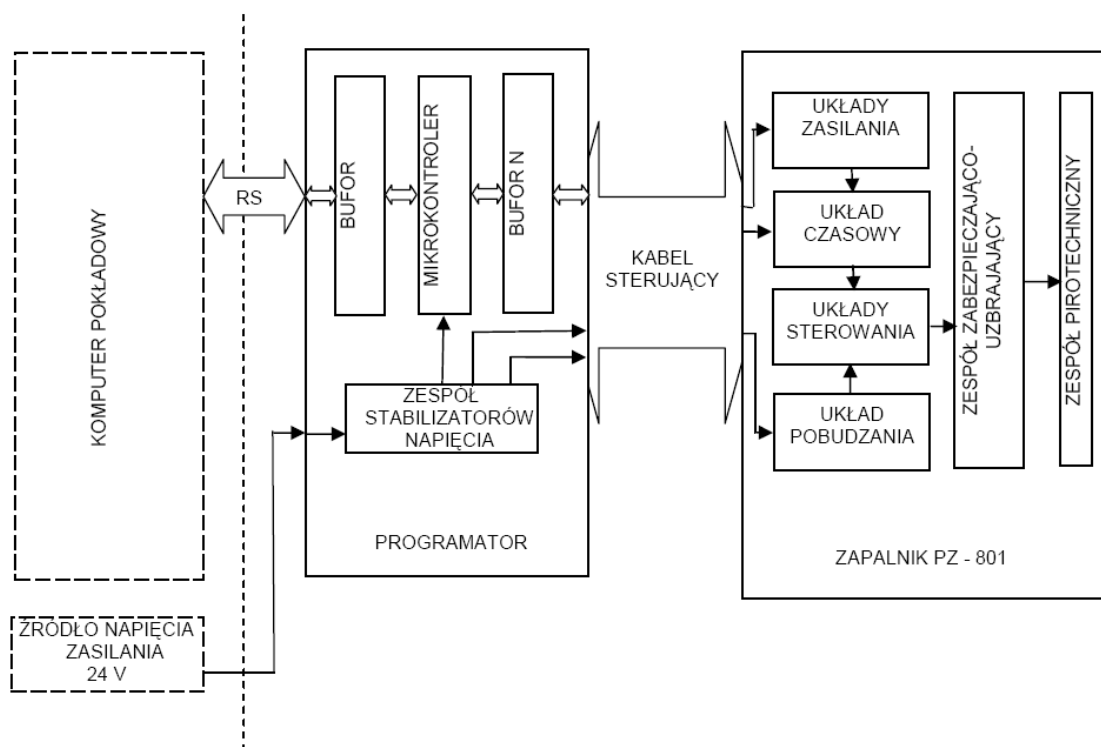 KOMPUTER POKŁADOWY
RS
BUFOR
MIKROKONTROLER
BUFOR N
ZESPÓŁ
STABILIZATORÓW
NAPIĘCIA
PROGRAMATOR
ŹRÓDŁO NAPIĘCIA
ZASILANIA
24 V
KABEL
STERUJĄCY
UKŁADY
ZASILANIA
UKŁAD
CZASOWY
UKŁADY
STEROWANIA
UKŁAD
POBUDZANIA
ZESPÓŁ ZABEZPIECZAJĄCO-
UZBRAJAJĄCY
ZESPÓŁ PIROTECHNICZNY
ZAPALNIK PZ - 801